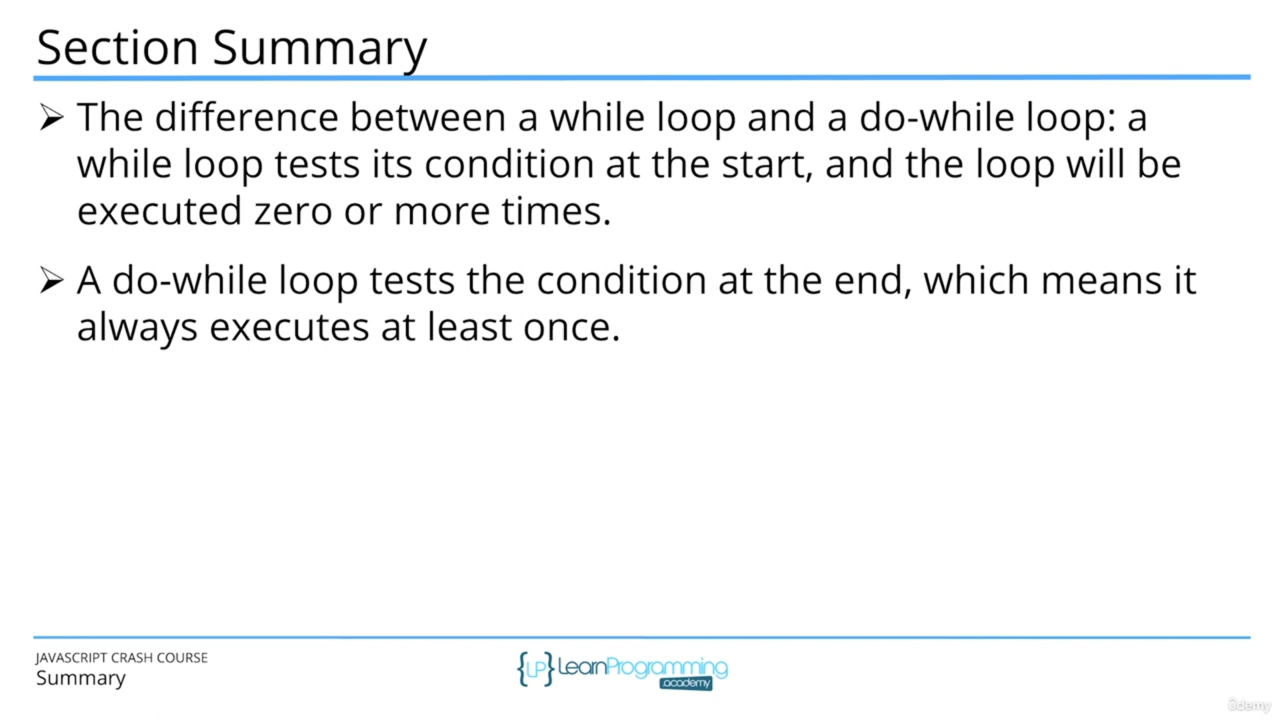 Section Summary
➢ The difference between a while loop and a do-while loop: a
while loop tests its condition at the start, and the loop will be
executed zero or more times.
➢ A do-while loop tests the condition at the end, which means it
always executes at least once.
JAVASCRIPT CRASH COURSE
Summary
{LP} LearnProgramming
.academy
ûdemy